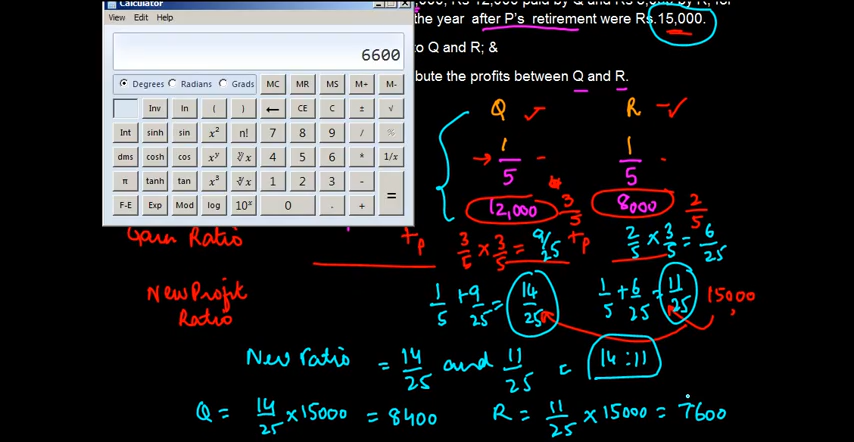 Calculator
View Edit Help
6600
Degrees Radians Grads MC MR MS M+ M-
Inv ln ( ) ← CE C ± √
Int sinh sin x² n! 7 8 9 / %
dms cosh cos xʸ ʸ√x 4 5 6 * 1/x
π tanh tan x³ ³√x 1 2 3 - =
F-E Exp Mod log 10ˣ 0 . +
by Q and
the year after P's retirement were Rs.15,000.
to Q and R; &
bute the profits between Q and R.
Q R
1/5 1/5
12,000 3/5 8000 2/5
Gain Ratio + P 3/5 × 3/5 = 9/25 + P 2/5 × 3/5 = 6/25
New Profit Ratio 1/5 + 9/25 = 14/25 1/5 + 6/25 = 11/25 15000
New ratio = 14/25 and 11/25 = 14:11
Q = 14/25 × 15000 = 8400 R = 11/25 × 15000 = 7600